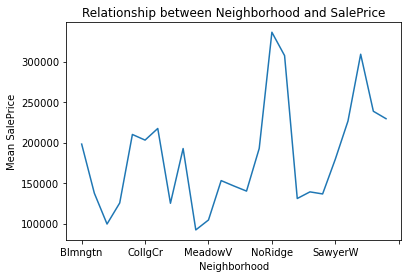 Relationship between Neighborhood and SalePrice
Mean SalePrice
300000
250000
200000
150000
100000
Blmngtn CollgCr MeadowV NoRidge SawyerW
Neighborhood